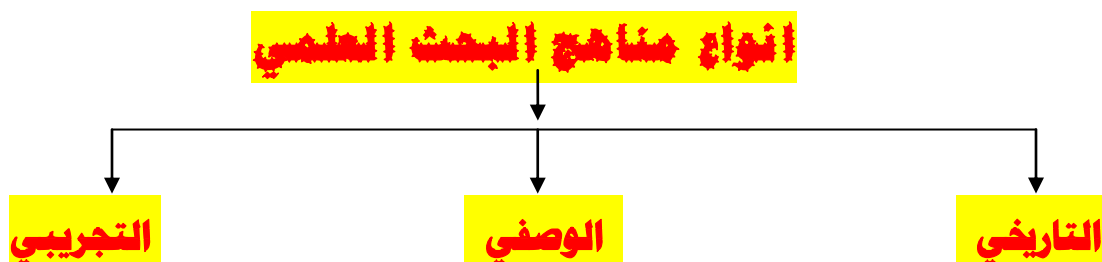 انواع مناهج البحث العلمي
التاريخي
الوصفي
التجريبي